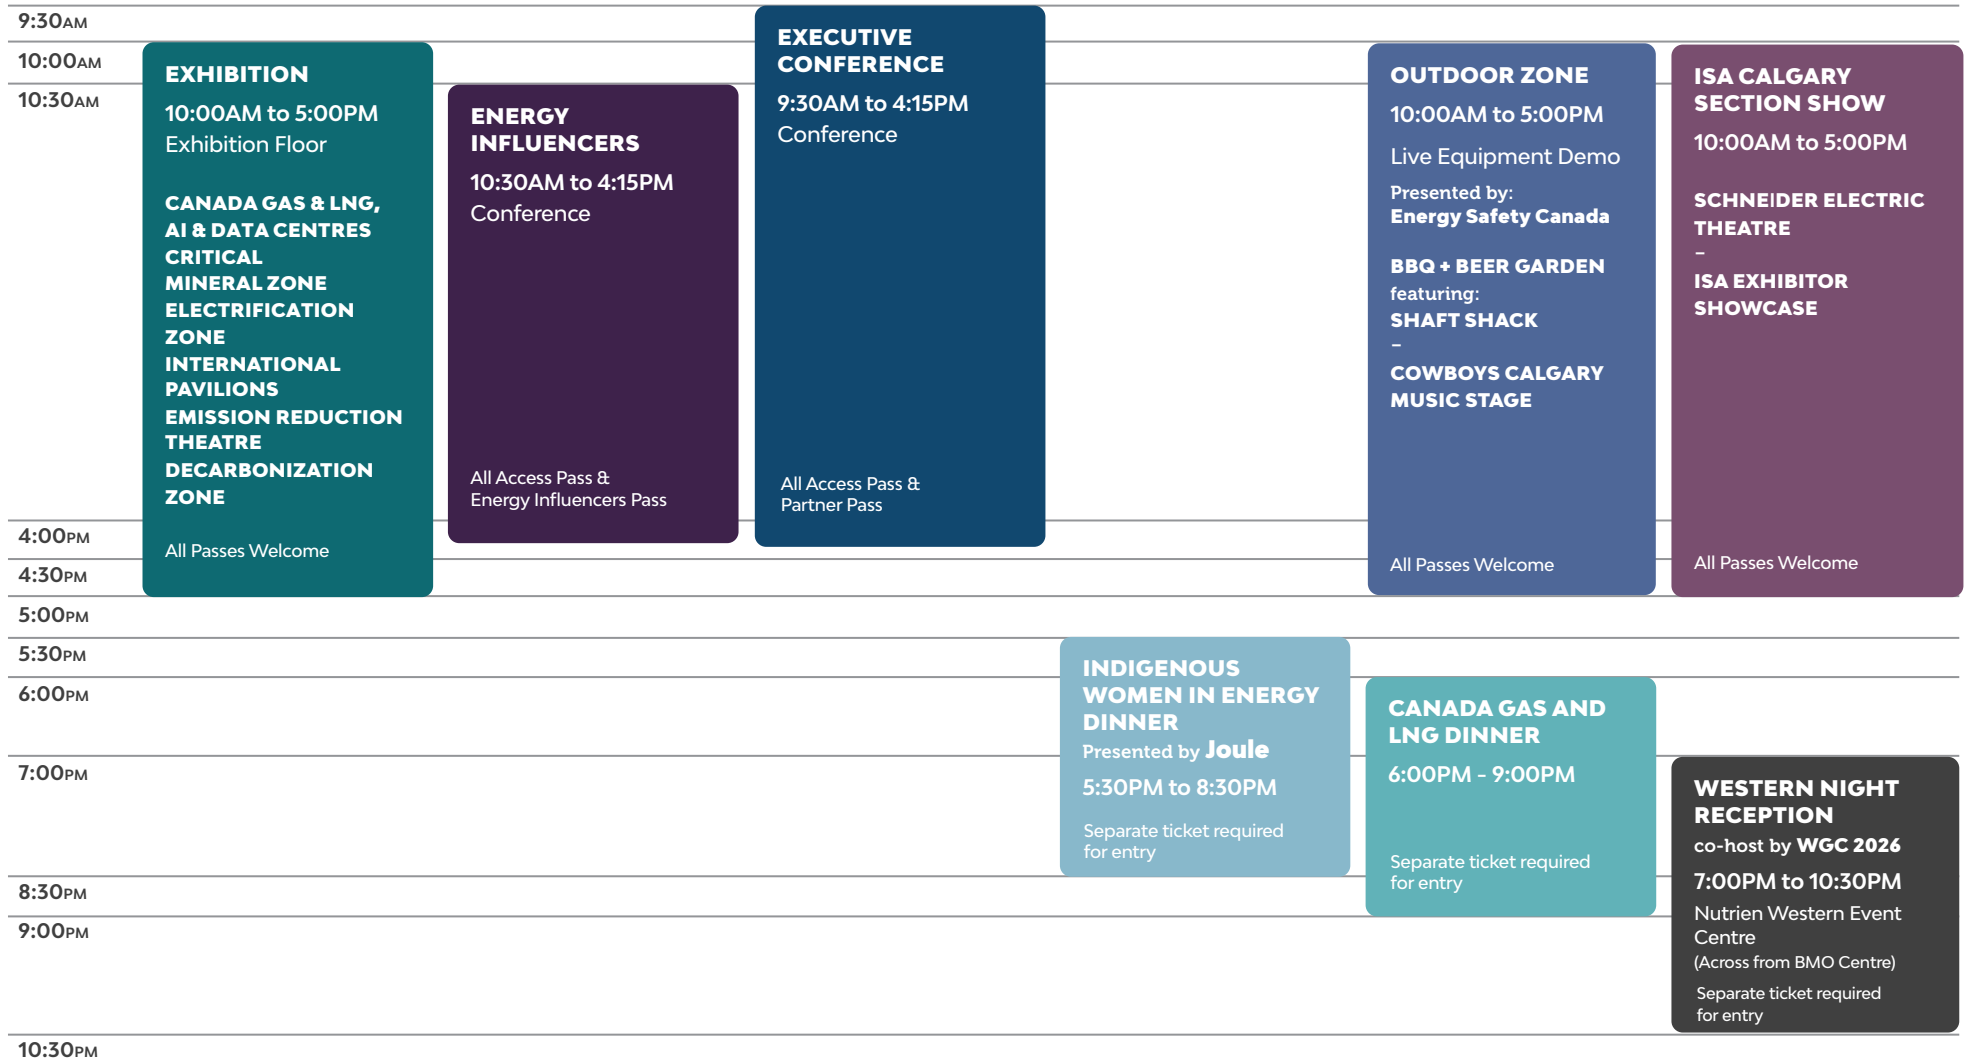 9:30AM
10:00AM
10:30AM
4:00PM
4:30PM
5:00PM
5:30PM
6:00PM
7:00PM
8:30PM
9:00PM
10:30PM
EXHIBITION
10:00AM to 5:00PM
Exhibition Floor
CANADA GAS & LNG,
AI & DATA CENTRES
CRITICAL
MINERAL ZONE
ELECTRIFICATION
ZONE
INTERNATIONAL
PAVILIONS
EMISSION REDUCTION
THEATRE
DECARBONIZATION
ZONE
All Passes Welcome
ENERGY
INFLUENCERS
10:30AM to 4:15PM
Conference
All Access Pass &
Energy Influencers Pass
EXECUTIVE
CONFERENCE
9:30AM to 4:15PM
Conference
All Access Pass &
Partner Pass
INDIGENOUS
WOMEN IN ENERGY
DINNER
Presented by Joule
5:30PM to 8:30PM
Separate ticket required
for entry
OUTDOOR ZONE
10:00AM to 5:00PM
Live Equipment Demo
Presented by:
Energy Safety Canada
BBQ + BEER GARDEN
featuring:
SHAFT SHACK
–
COWBOYS CALGARY
MUSIC STAGE
All Passes Welcome
CANADA GAS AND
LNG DINNER
6:00PM - 9:00PM
Separate ticket required
for entry
ISA CALGARY
SECTION SHOW
10:00AM to 5:00PM
SCHNEIDER ELECTRIC
THEATRE
–
ISA EXHIBITOR
SHOWCASE
All Passes Welcome
WESTERN NIGHT
RECEPTION
co-host by WGC 2026
7:00PM to 10:30PM
Nutrien Western Event
Centre
(Across from BMO Centre)
Separate ticket required
for entry